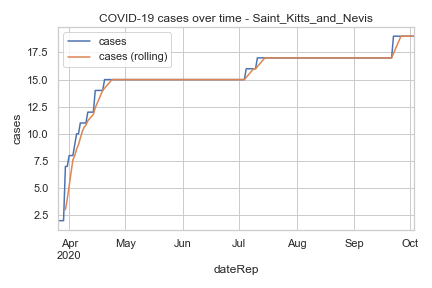 COVID-19 cases over time - Saint_Kitts_and_Nevis
cases
cases (rolling)
17.5
15.0
12.5
10.0
7.5
5.0
2.5
cases
Apr
2020
May
Jun
Jul
Aug
Sep
Oct
dateRep